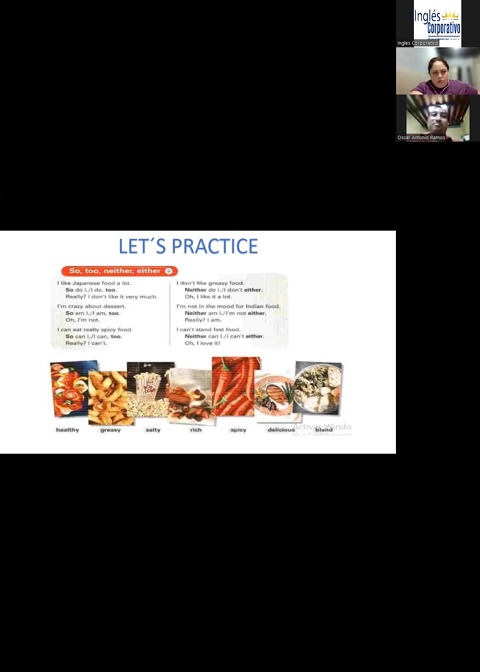 Inglés
Corporativo
Ingles Corporativo
Oscar Antonio Ramos
LET´S PRACTICE
So, too, neither, either
I like Japanese food a lot.
So do I./I do, too.
Really? I don't like it very much.
I'm crazy about dessert.
So am I./I am, too.
Oh, I'm not.
I can eat really spicy food.
So can I./I can, too.
Really? I can't.
I don't like greasy food.
Neither do I./I don't either.
Oh, I like it a lot.
I'm not in the mood for Indian food.
Neither am I./I'm not either.
Really? I am.
I can't stand fast food.
Neither can I./I can't either.
Oh, I love it!
healthy greasy salty rich spicy delicious bland
Activar Windo